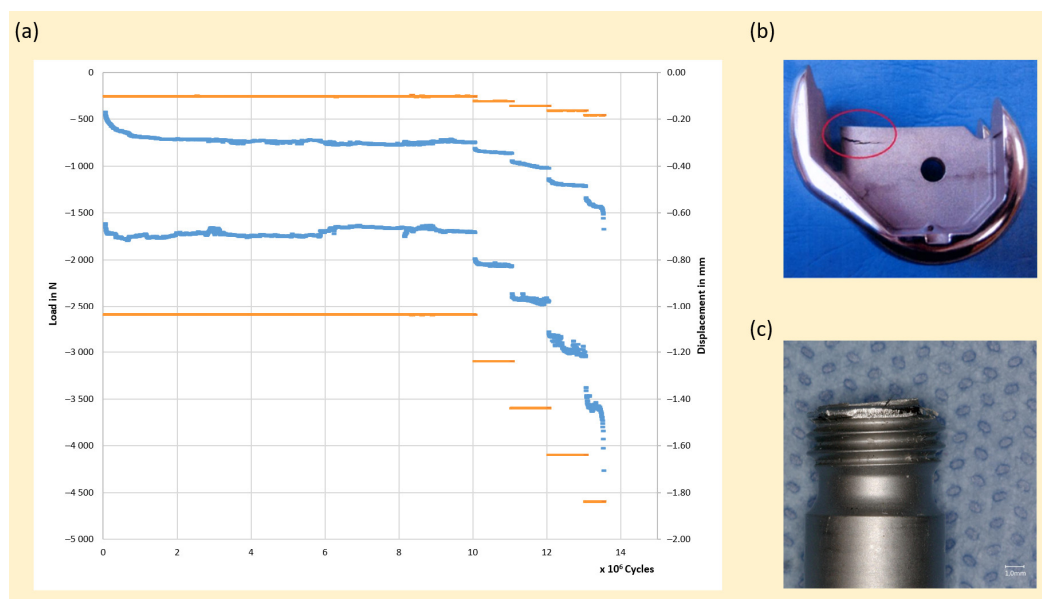 (a)
(b)
0
−500
−1 000
−1 500
−2 000
−2 500
−3 000
−3 500
−4 000
−4 500
−5 000
Load in N
0.00
−0.20
−0.40
−0.60
−0.80
−1.00
−1.20
−1.40
−1.60
−1.80
−2.00
Displacement in mm
0 2 4 6 8 10 12 14
x 10⁶ Cycles
(c)
1.0mm